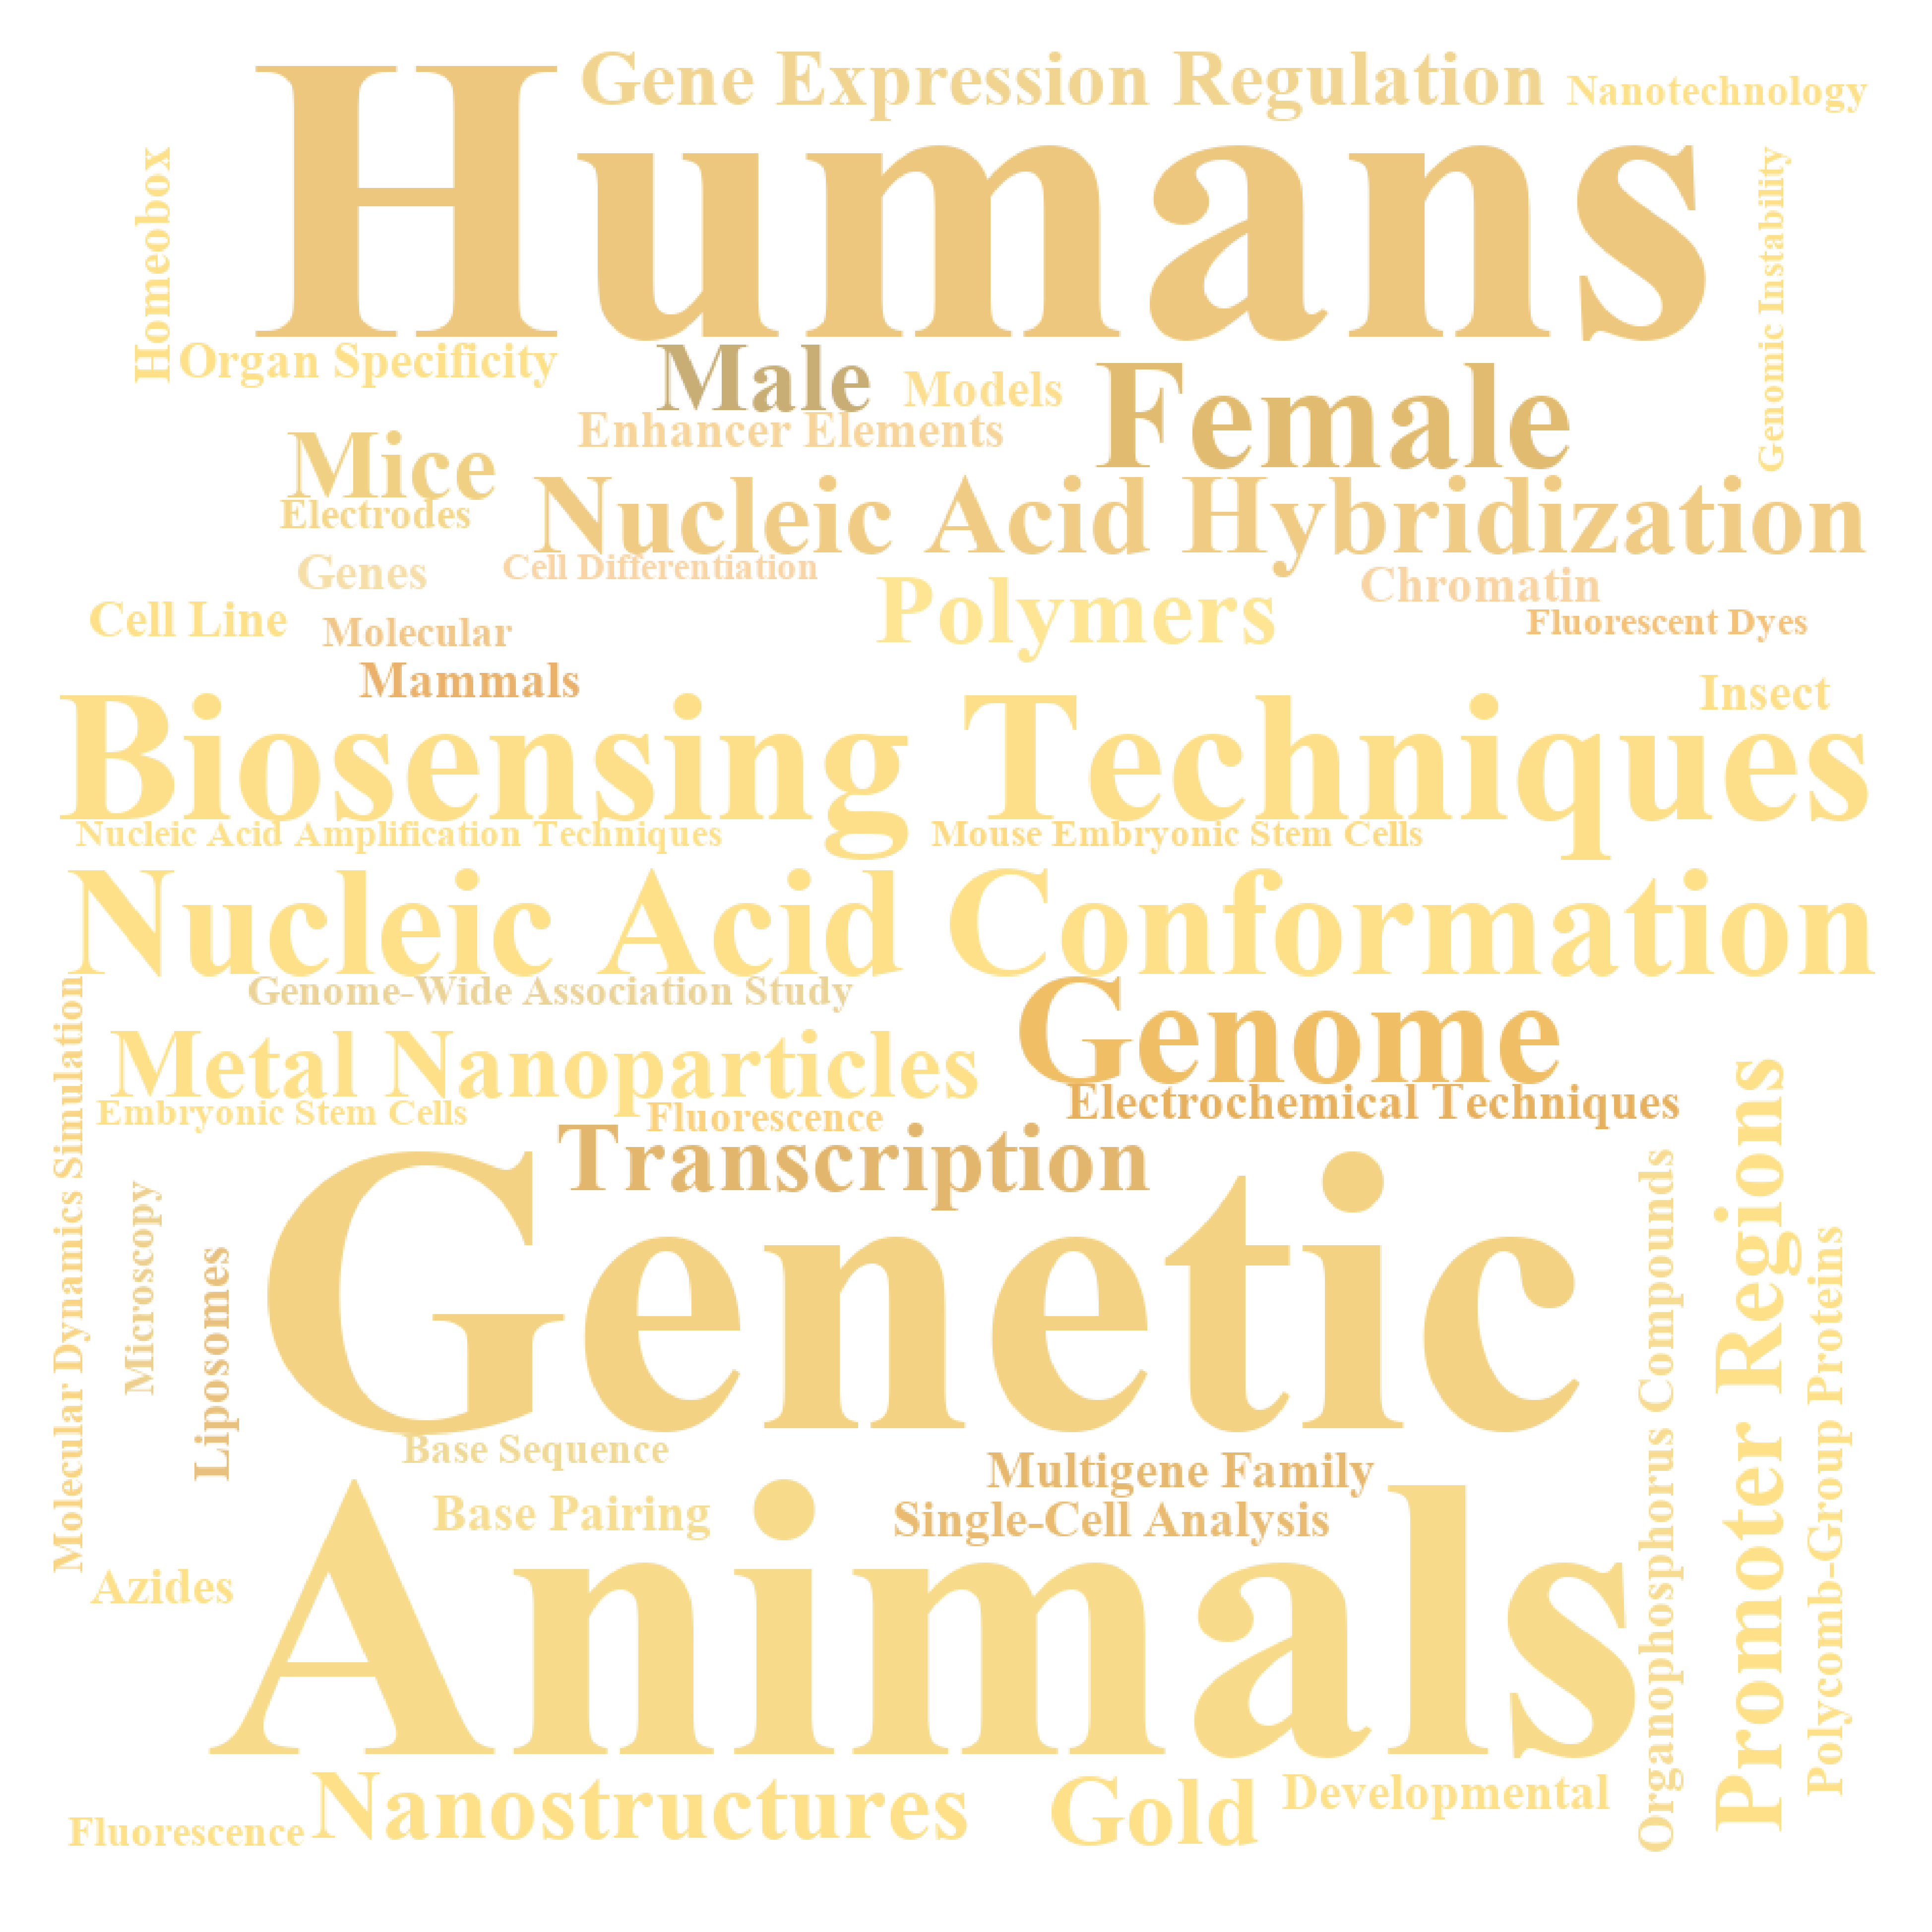 Gene Expression Regulation
Nanotechnology
Humans
Homeobox
Genomic Instability
Organ Specificity
Male
Models
Female
Enhancer Elements
Mice
Electrodes
Nucleic Acid Hybridization
Genes
Cell Differentiation
Polymers
Chromatin
Cell Line
Molecular
Fluorescent Dyes
Mammals
Insect
Biosensing Techniques
Nucleic Acid Amplification Techniques
Mouse Embryonic Stem Cells
Nucleic Acid Conformation
Genome-Wide Association Study
Genome
Metal Nanoparticles
Electrochemical Techniques
Embryonic Stem Cells
Fluorescence
Transcription
Molecular Dynamics Simulation
Microscopy
Liposomes
Genetic
Organophosphorus Compounds
Promoter Regions
Polycomb-Group Proteins
Base Sequence
Multigene Family
Base Pairing
Single-Cell Analysis
Azides
Animals
Nanostructures
Gold
Developmental
Fluorescence